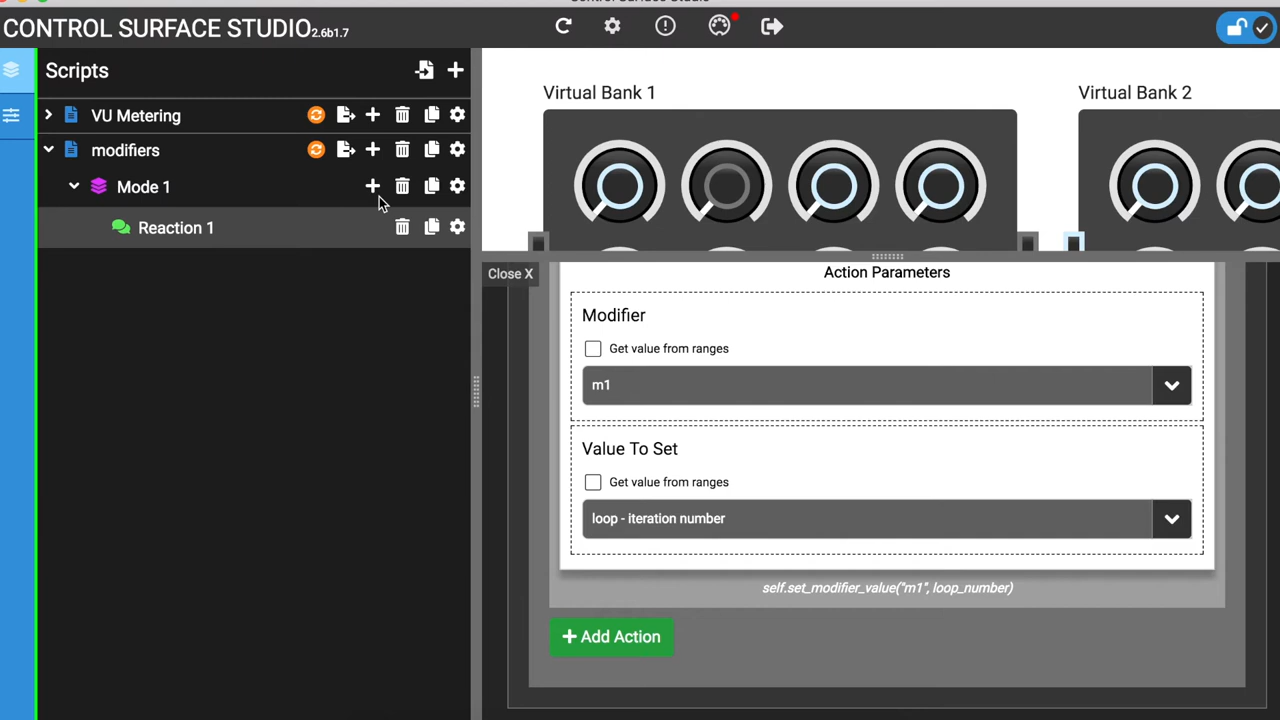 CONTROL SURFACE STUDIO2.6b1.7
Scripts
VU Metering
modifiers
Mode 1
Reaction 1
Virtual Bank 1
Virtual Bank 2
Close X
Action Parameters
Modifier
Get value from ranges
m1
Value To Set
Get value from ranges
loop - iteration number
self.set_modifier_value("m1", loop_number)
Add Action